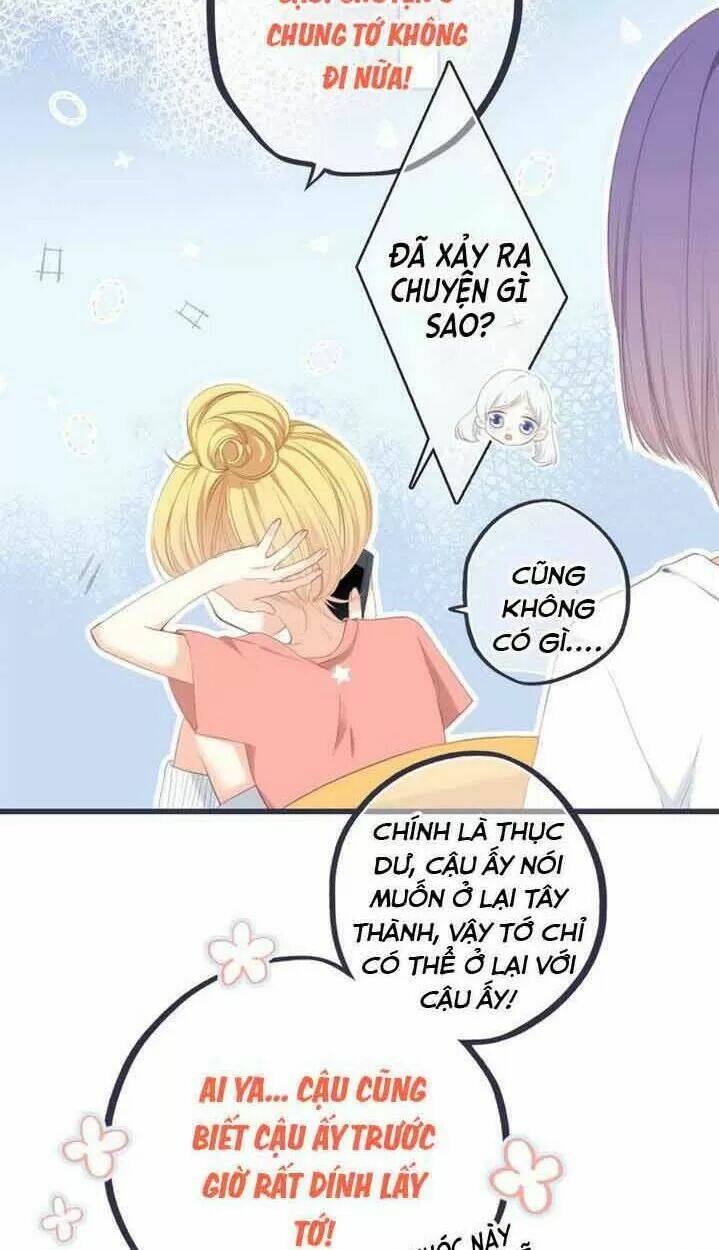 CHUNG TỚ KHÔNG
ĐI NỮA!
ĐÃ XẢY RA
CHUYỆN GÌ
SAO?
CŨNG
KHÔNG
CÓ GÌ....
CHÍNH LÀ THỤC
DƯ, CẬU ẤY NÓI
MUỐN Ở LẠI TÂY
THÀNH, VẬY TỚ CHỈ
CÓ THỂ Ở LẠI VỚI
CẬU ẤY!
AI YA... CẬU CŨNG
BIẾT CẬU ẤY TRƯỚC
GIỜ RẤT DÍNH LẤY
TỚ!
NÀY